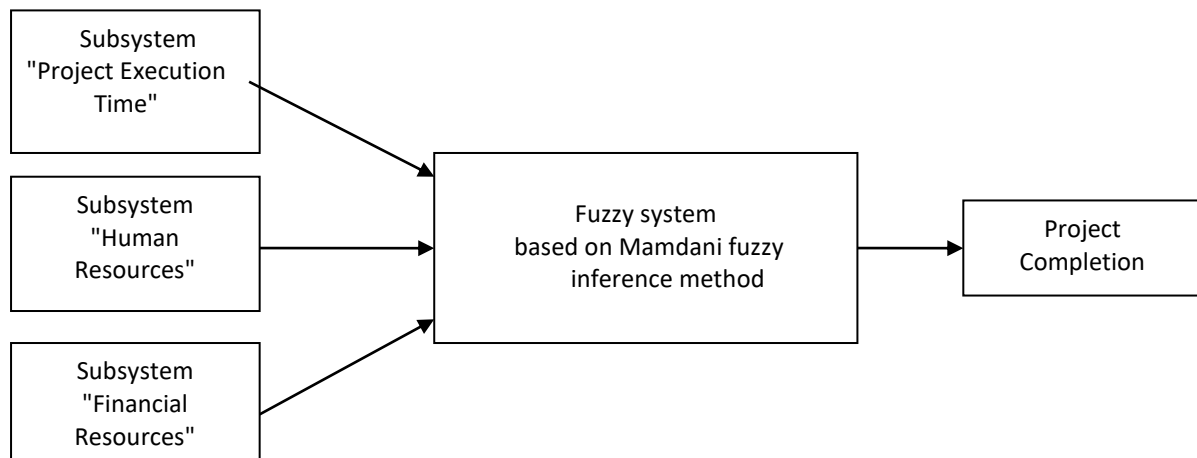 Subsystem
"Project Execution
Time"
Subsystem
"Human
Resources"
Subsystem
"Financial
Resources"
Fuzzy system
based on Mamdani fuzzy
inference method
Project
Completion